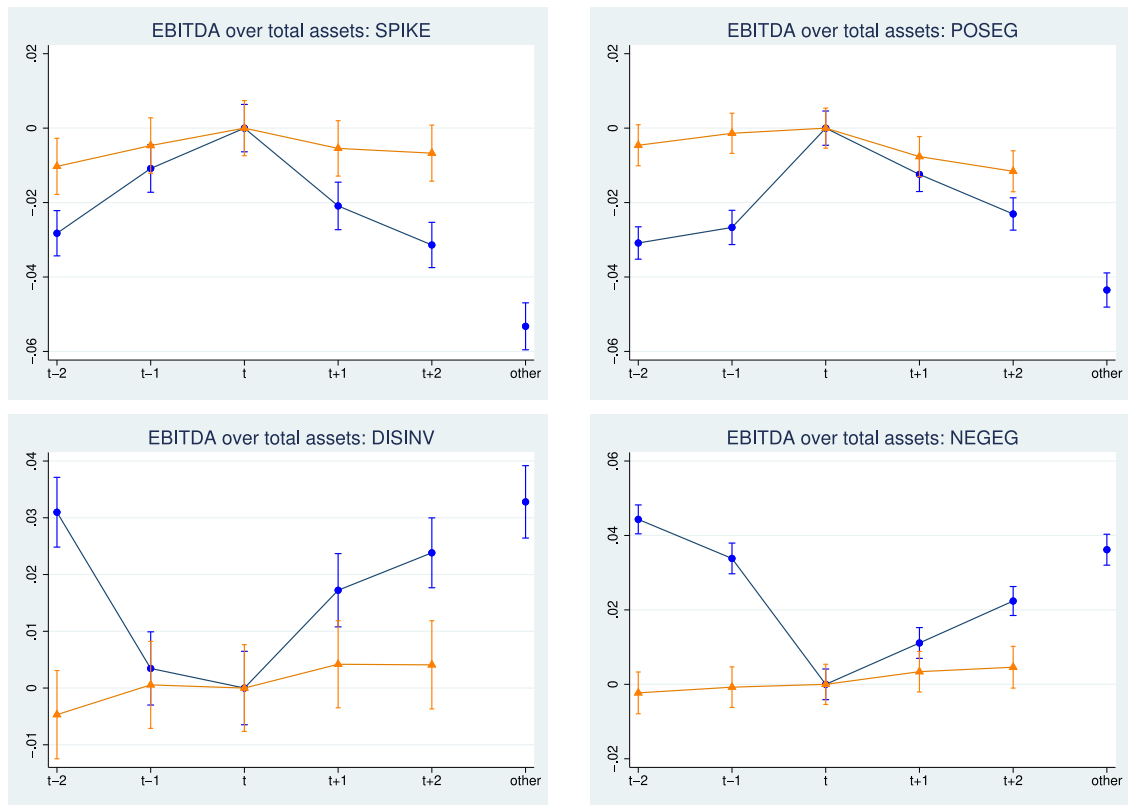 EBITDA over total assets: SPIKE
.02
0
−.02
−.04
−.06
t−2 t−1 t t+1 t+2 other
EBITDA over total assets: POSEG
.02
0
−.02
−.04
−.06
t−2 t−1 t t+1 t+2 other
EBITDA over total assets: DISINV
.04
.03
.02
.01
0
−.01
t−2 t−1 t t+1 t+2 other
EBITDA over total assets: NEGEG
.06
.04
.02
0
−.02
t−2 t−1 t t+1 t+2 other